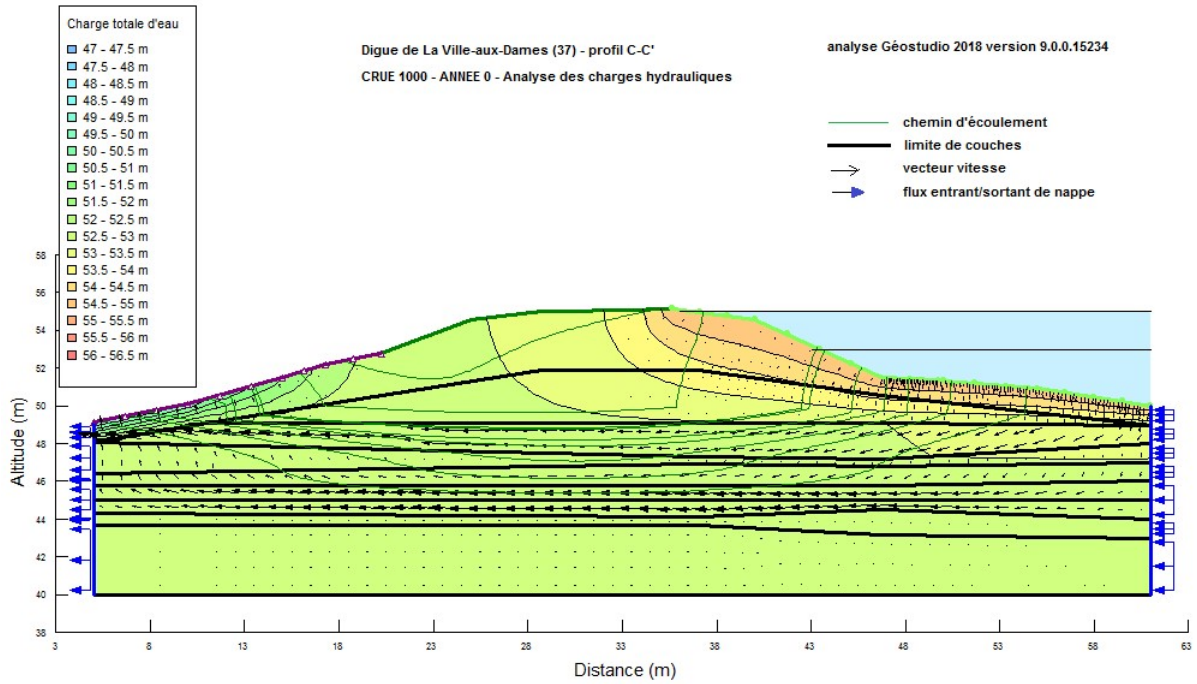 Charge totale d'eau
47 - 47.5 m
47.5 - 48 m
48 - 48.5 m
48.5 - 49 m
49 - 49.5 m
49.5 - 50 m
50 - 50.5 m
50.5 - 51 m
51 - 51.5 m
51.5 - 52 m
52 - 52.5 m
52.5 - 53 m
53 - 53.5 m
53.5 - 54 m
54 - 54.5 m
54.5 - 55 m
55 - 55.5 m
55.5 - 56 m
56 - 56.5 m
Digue de La Ville-aux-Dames (37) - profil C-C'
CRUE 1000 - ANNEE 0 - Analyse des charges hydrauliques
analyse Géostudio 2018 version 9.0.0.15234
chemin d'écoulement
limite de couches
vecteur vitesse
flux entrant/sortant de nappe
Altitude (m)
58
56
54
52
50
48
46
44
42
40
38
3 8 13 18 23 28 33 38 43 48 53 58 63
Distance (m)